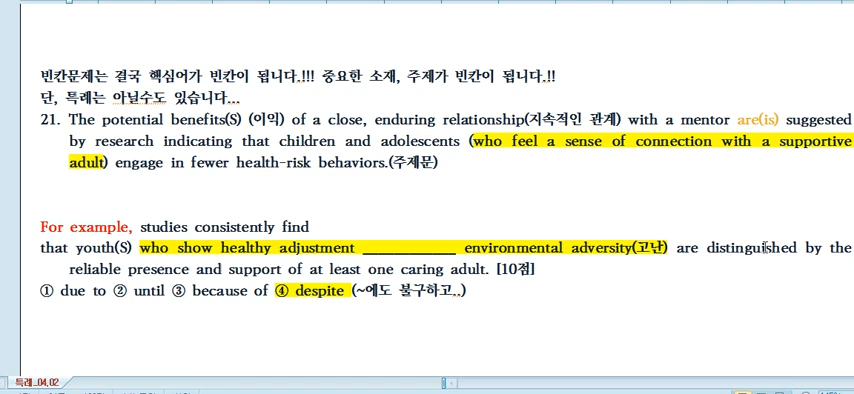 빈칸문제는 결국 핵심어가 빈칸이 됩니다.!!! 중요한 소재, 주제가 빈칸이 됩니다.!!
단, 특례는 아닐수도 있습니다...
21. The potential benefits(S) (이익) of a close, enduring relationship(지속적인 관계) with a mentor are(is) suggested
by research indicating that children and adolescents (who feel a sense of connection with a supportive
adult) engage in fewer health-risk behaviors.(주제문)
For example, studies consistently find
that youth(S) who show healthy adjustment ____________ environmental adversity(고난) are distinguished by the
reliable presence and support of at least one caring adult. [10점]
① due to ② until ③ because of ④ despite (~에도 불구하고..)
특례_04.02